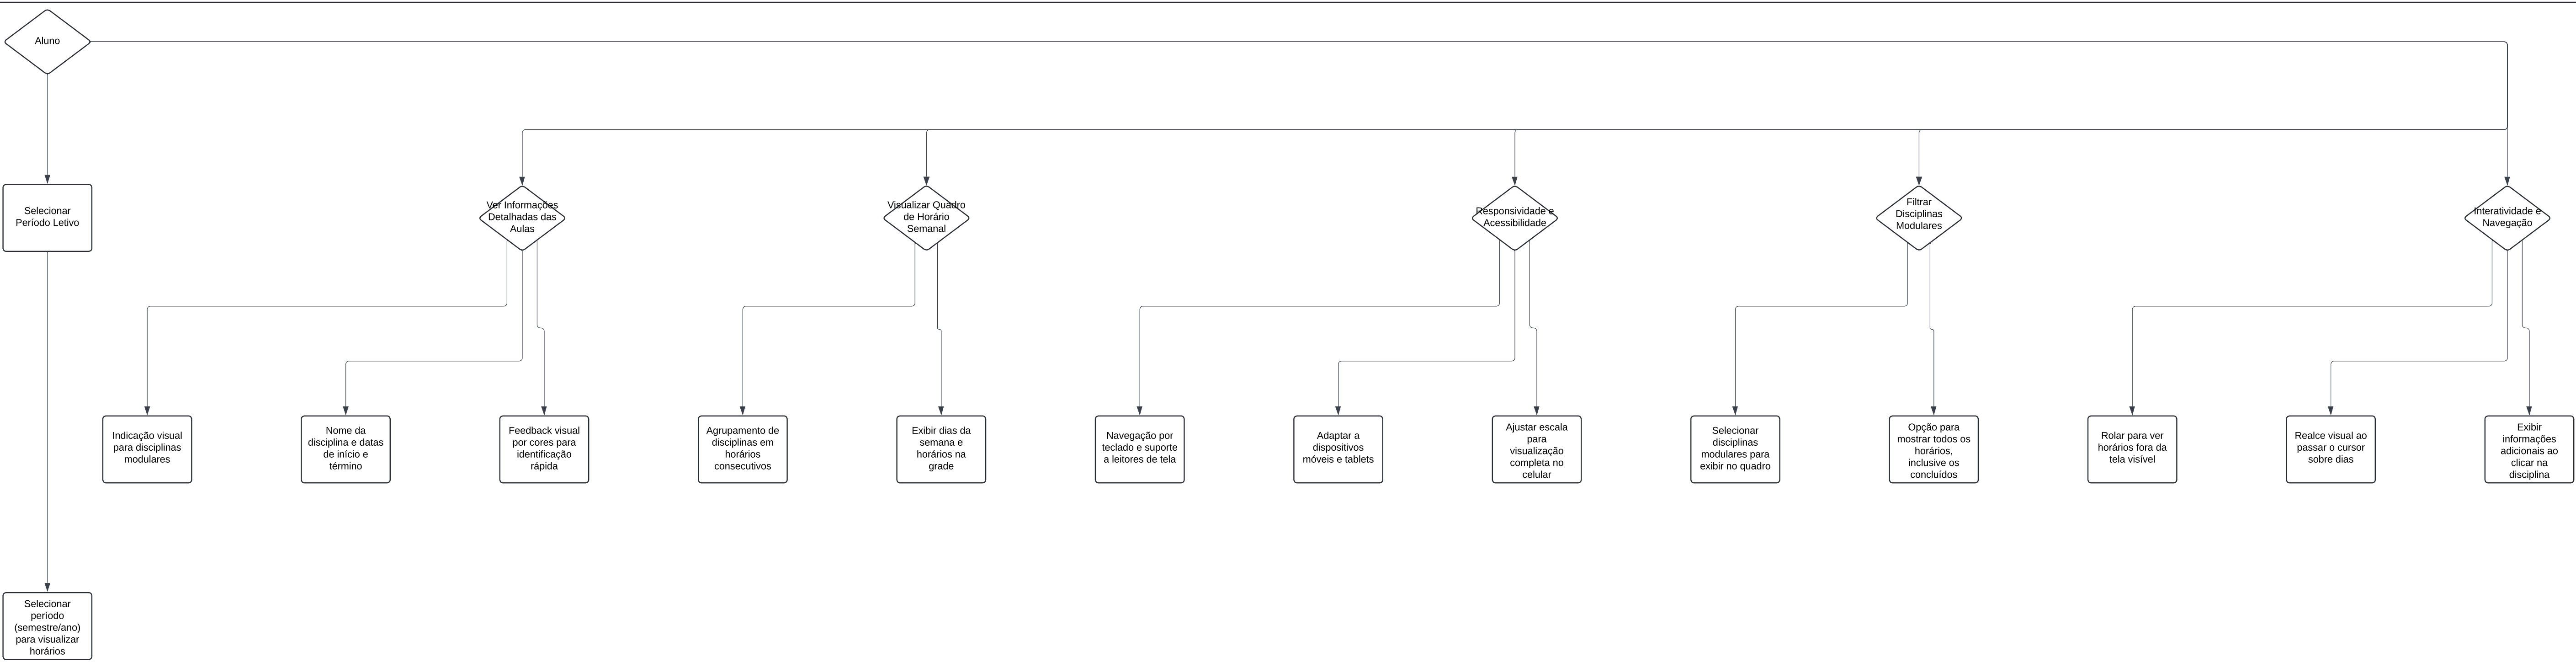 Aluno
Selecionar
Período Letivo
Ver Informações
Detalhadas das
Aulas
Visualizar Quadro
de Horário
Semanal
Responsividade e
Acessibilidade
Filtrar
Disciplinas
Modulares
Interatividade e
Navegação
Indicação visual
para disciplinas
modulares
Nome da
disciplina e datas
de início e
término
Feedback visual
por cores para
identificação
rápida
Agrupamento de
disciplinas em
horários
consecutivos
Exibir dias da
semana e
horários na
grade
Navegação por
teclado e suporte
a leitores de tela
Adaptar a
dispositivos
móveis e tablets
Ajustar escala
para
visualização
completa no
celular
Selecionar
disciplinas
modulares para
exibir no quadro
Opção para
mostrar todos os
horários,
inclusive os
concluídos
Rolar para ver
horários fora da
tela visível
Realce visual ao
passar o cursor
sobre dias
Exibir
informações
adicionais ao
clicar na
disciplina
Selecionar
período
(semestre/ano)
para visualizar
horários